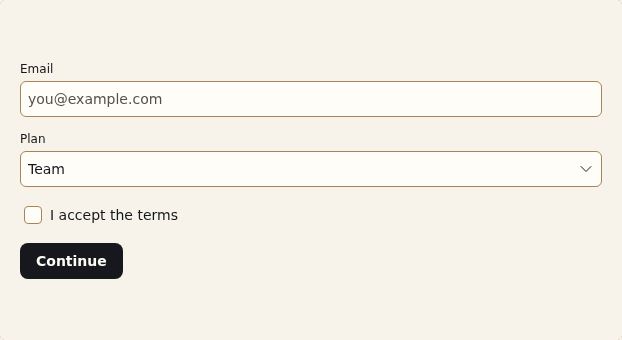 Email
you@example.com
Plan
Team
I accept the terms
Continue